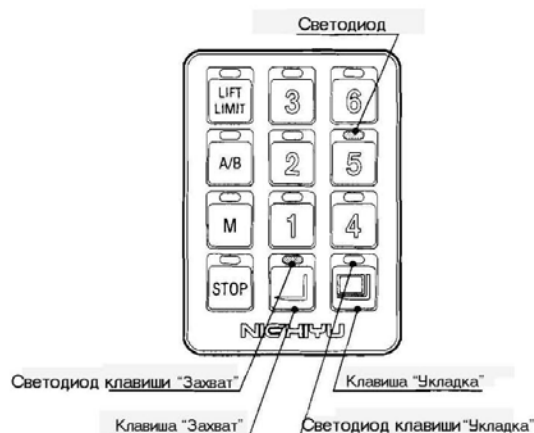 Светодиод
LIFT
LIMIT
3
6
A/B
2
5
M
1
4
STOP
NICHIYU
Светодиод клавиши "Захват"
Клавиша "Укладка"
Клавиша "Захват"
Светодиод клавиши "Укладка"